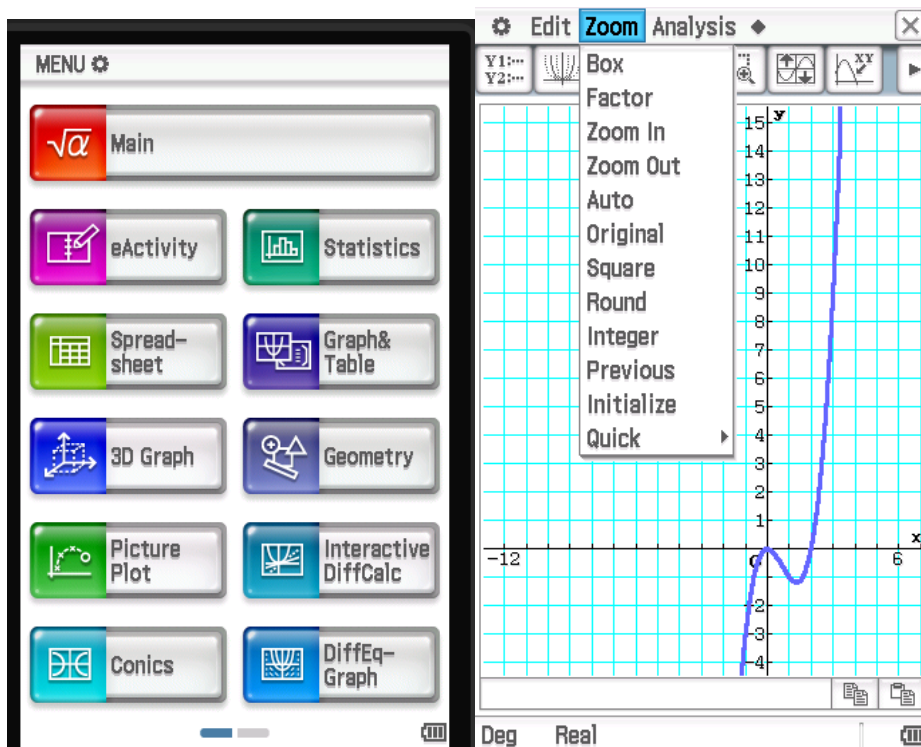 MENU
√α Main
eActivity
Statistics
Spread-
sheet
Graph&
Table
3D Graph
Geometry
Picture
Plot
Interactive
DiffCalc
Conics
DiffEq-
Graph
Edit Zoom Analysis
Y1:···
Y2:···
XY
Box
Factor
Zoom In
Zoom Out
Auto
Original
Square
Round
Integer
Previous
Initialize
Quick
y
15
14
13
12
11
10
9
8
7
6
5
4
3
2
1
x
-12
6
-2
-3
-4
Deg Real